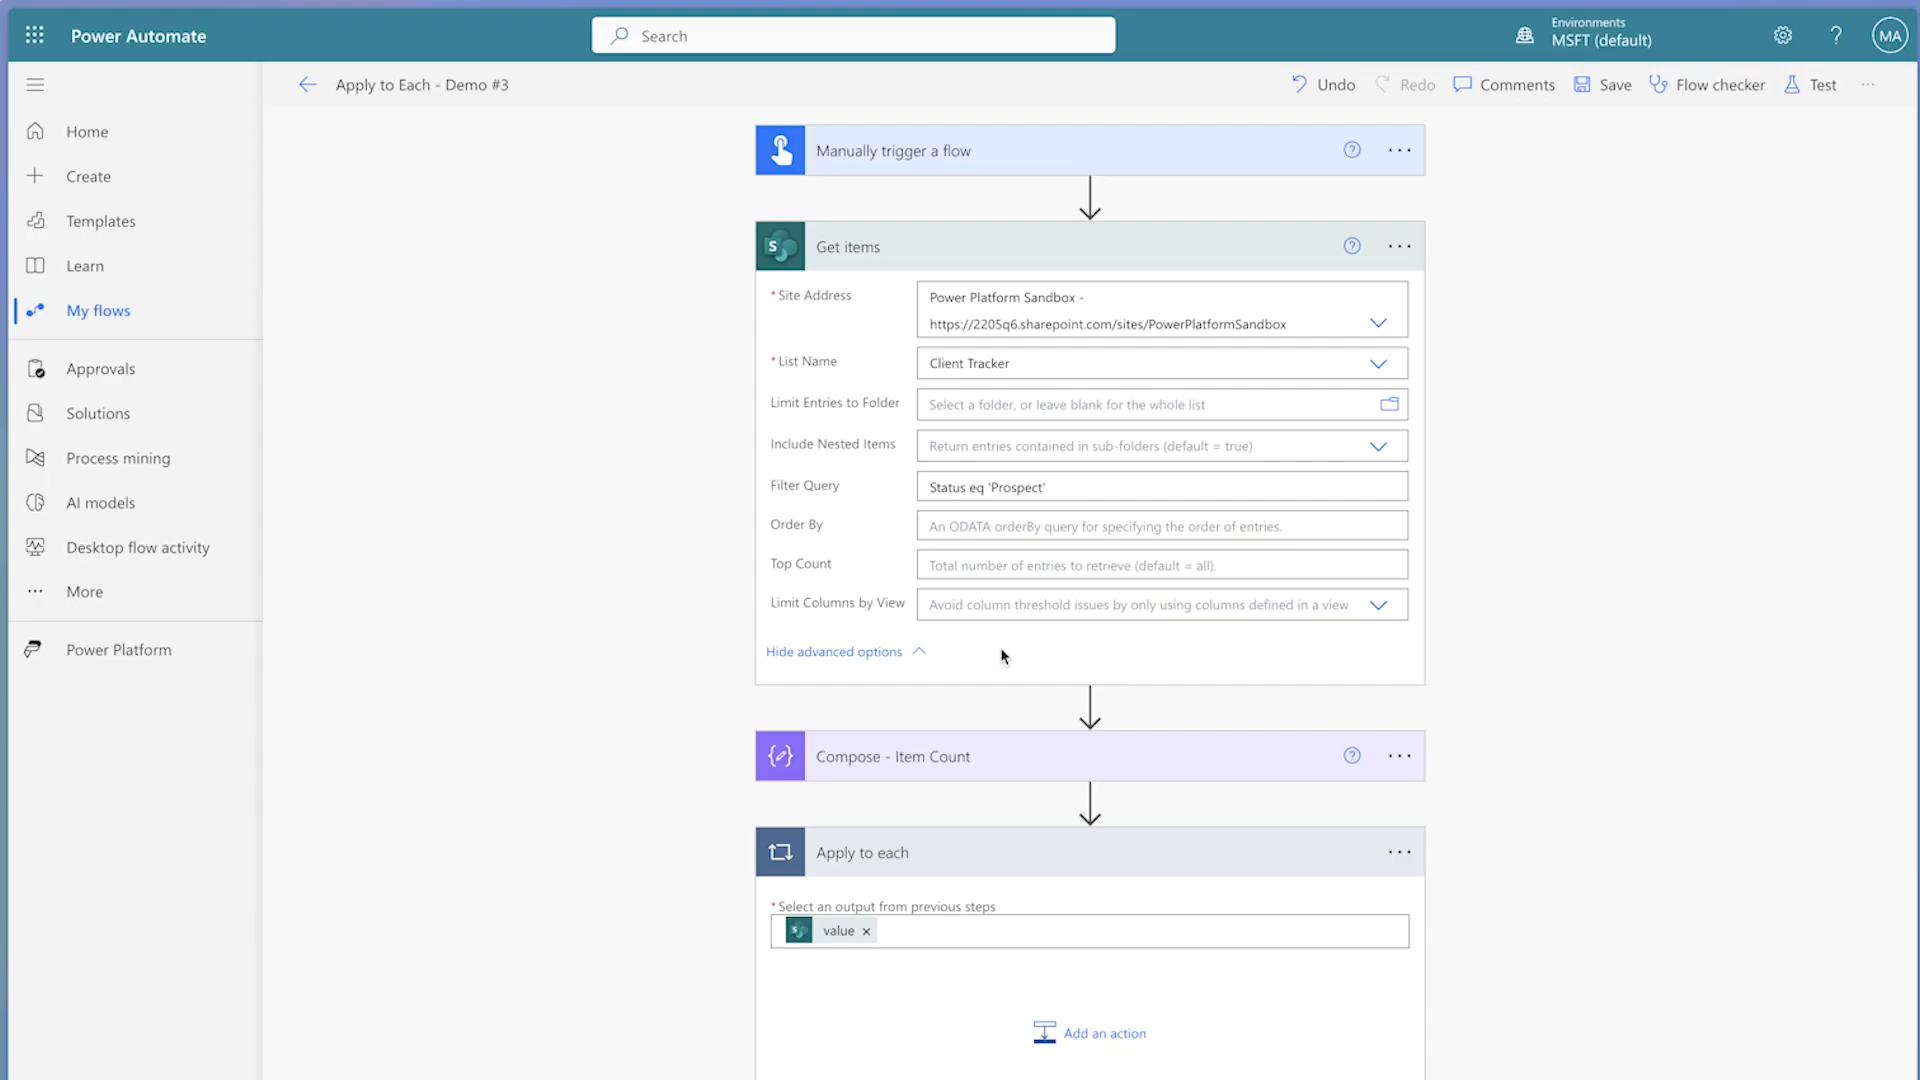 Power Automate
Search
Environments
MSFT (default)
MA
Apply to Each - Demo #3
Undo
Redo
Comments
Save
Flow checker
Test
Home
Create
Templates
Learn
My flows
Approvals
Solutions
Process mining
AI models
Desktop flow activity
More
Power Platform
Manually trigger a flow
S
Get items
* Site Address
Power Platform Sandbox -
https://2205q6.sharepoint.com/sites/PowerPlatformSandbox
* List Name
Client Tracker
Limit Entries to Folder
Select a folder, or leave blank for the whole list
Include Nested Items
Return entries contained in sub-folders (default = true)
Filter Query
Status eq 'Prospect'
Order By
An ODATA orderBy query for specifying the order of entries.
Top Count
Total number of entries to retrieve (default = all).
Limit Columns by View
Avoid column threshold issues by only using columns defined in a view
Hide advanced options
Compose - Item Count
Apply to each
* Select an output from previous steps
S
value ×
Add an action